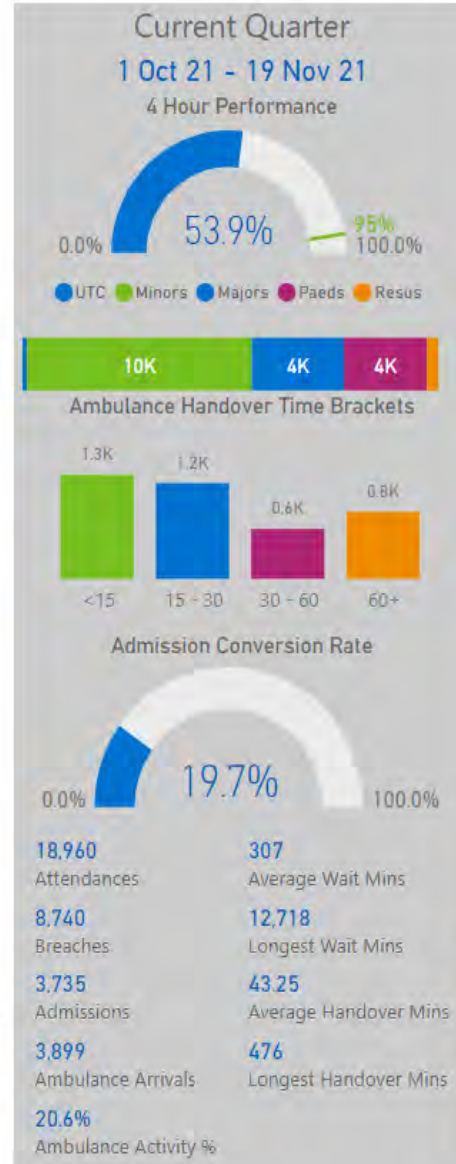 Current Quarter
1 Oct 21 - 19 Nov 21
4 Hour Performance
53.9%
95%
0.0%
100.0%
UTC Minors Majors Paeds Resus
10K 4K 4K
Ambulance Handover Time Brackets
1.3K 1.2K 0.6K 0.8K
<15 15 - 30 30 - 60 60+
Admission Conversion Rate
19.7%
0.0% 100.0%
18,960 307
Attendances Average Wait Mins
8,740 12,718
Breaches Longest Wait Mins
3,735 43.25
Admissions Average Handover Mins
3,899 476
Ambulance Arrivals Longest Handover Mins
20.6%
Ambulance Activity %